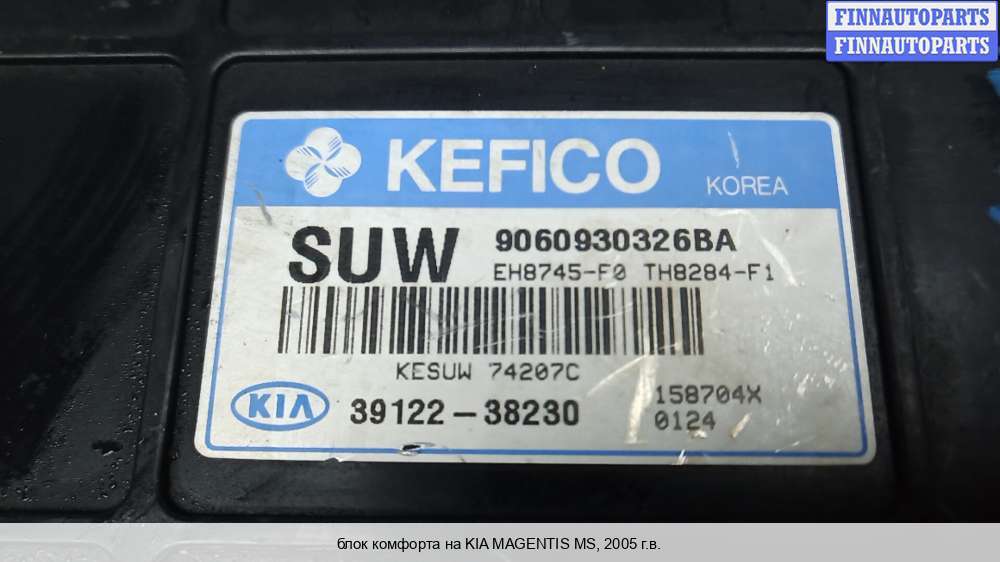 FINNAUTOPARTS
FINNAUTOPARTS
KEFICO
KOREA
SUW
9060930326BA
EH8745-F0 TH8284-F1
KESUW 74207C
KIA
39122-38230
158704X
0124
блок комфорта на KIA MAGENTIS MS, 2005 г.в.